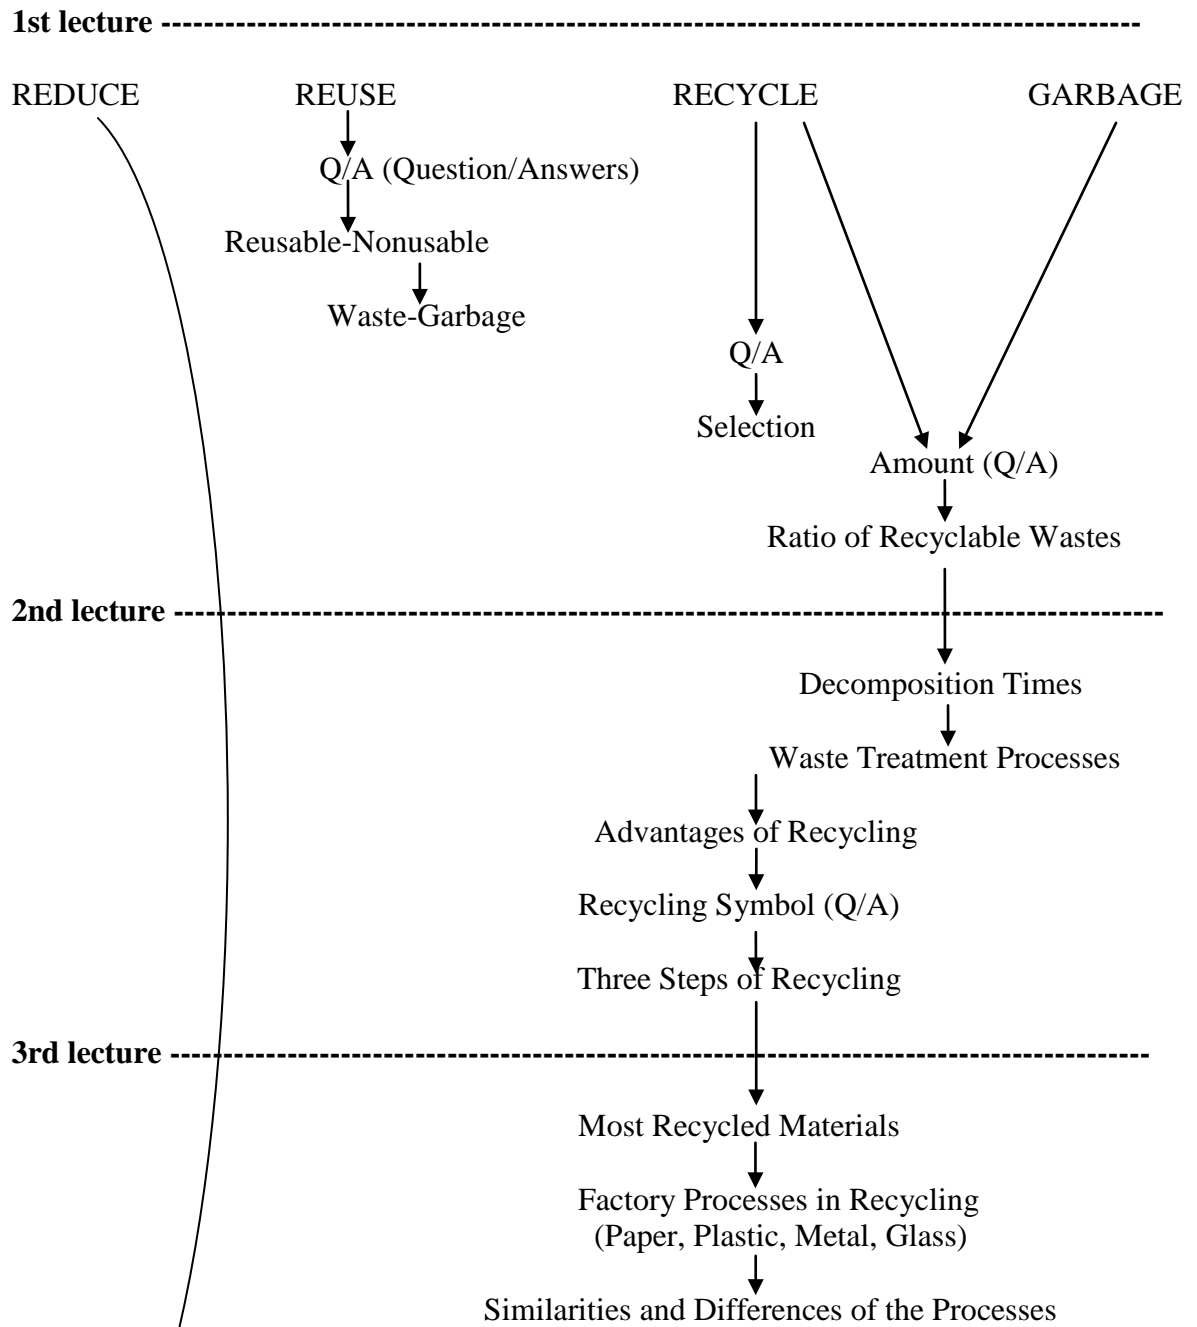 1st lecture
REDUCE REUSE RECYCLE GARBAGE
Q/A (Question/Answers)
Reusable-Nonusable
Waste-Garbage
Q/A
Selection
Amount (Q/A)
Ratio of Recyclable Wastes
2nd lecture
Decomposition Times
Waste Treatment Processes
Advantages of Recycling
Recycling Symbol (Q/A)
Three Steps of Recycling
3rd lecture
Most Recycled Materials
Factory Processes in Recycling
(Paper, Plastic, Metal, Glass)
Similarities and Differences of the Processes